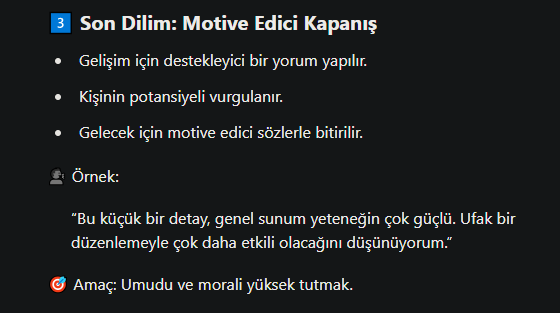 3 Son Dilim: Motive Edici Kapanış
• Gelişim için destekleyici bir yorum yapılır.
• Kişinin potansiyeli vurgulanır.
• Gelecek için motive edici sözlerle bitirilir.
Örnek:
“Bu küçük bir detay, genel sunum yeteneğin çok güçlü. Ufak bir
düzenlemeyle çok daha etkili olacağını düşünüyorum.”
Amaç: Umudu ve morali yüksek tutmak.